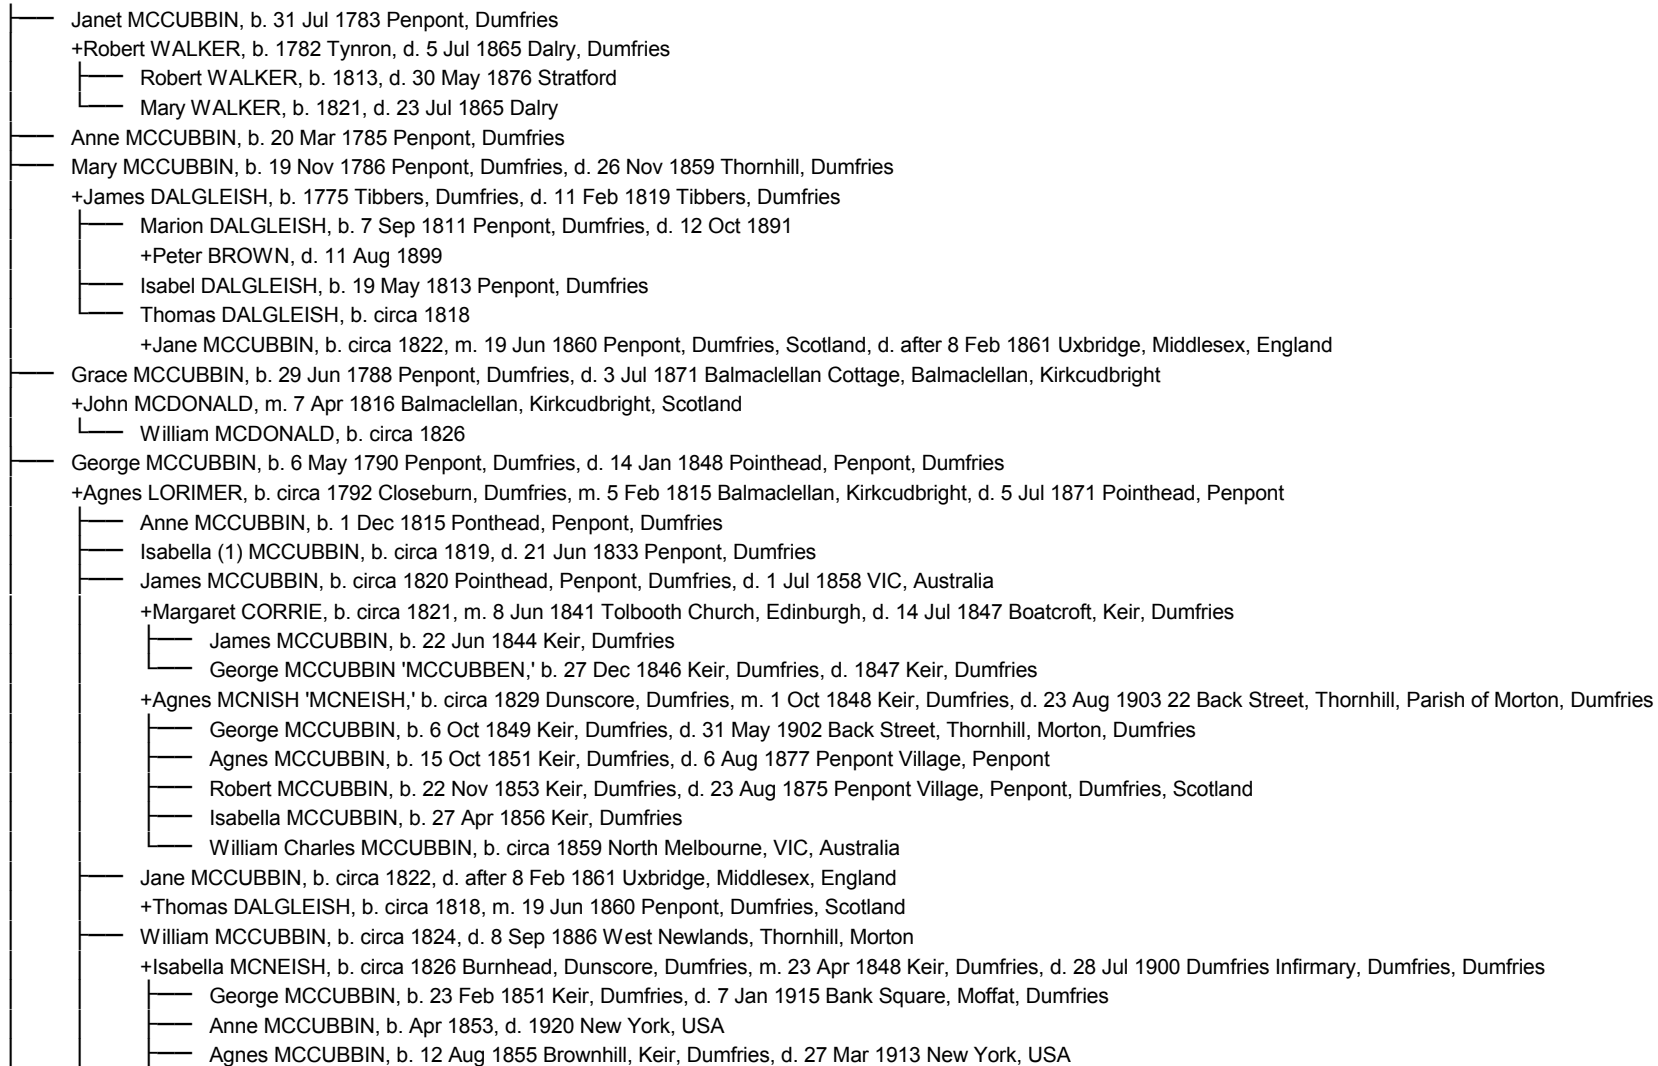 Janet MCCUBBIN, b. 31 Jul 1783 Penpont, Dumfries
+Robert WALKER, b. 1782 Tynron, d. 5 Jul 1865 Dalry, Dumfries
Robert WALKER, b. 1813, d. 30 May 1876 Stratford
Mary WALKER, b. 1821, d. 23 Jul 1865 Dalry
Anne MCCUBBIN, b. 20 Mar 1785 Penpont, Dumfries
Mary MCCUBBIN, b. 19 Nov 1786 Penpont, Dumfries, d. 26 Nov 1859 Thornhill, Dumfries
+James DALGLEISH, b. 1775 Tibbers, Dumfries, d. 11 Feb 1819 Tibbers, Dumfries
Marion DALGLEISH, b. 7 Sep 1811 Penpont, Dumfries, d. 12 Oct 1891
+Peter BROWN, d. 11 Aug 1899
Isabel DALGLEISH, b. 19 May 1813 Penpont, Dumfries
Thomas DALGLEISH, b. circa 1818
+Jane MCCUBBIN, b. circa 1822, m. 19 Jun 1860 Penpont, Dumfries, Scotland, d. after 8 Feb 1861 Uxbridge, Middlesex, England
Grace MCCUBBIN, b. 29 Jun 1788 Penpont, Dumfries, d. 3 Jul 1871 Balmaclellan Cottage, Balmaclellan, Kirkcudbright
+John MCDONALD, m. 7 Apr 1816 Balmaclellan, Kirkcudbright, Scotland
William MCDONALD, b. circa 1826
George MCCUBBIN, b. 6 May 1790 Penpont, Dumfries, d. 14 Jan 1848 Pointhead, Penpont, Dumfries
+Agnes LORIMER, b. circa 1792 Closeburn, Dumfries, m. 5 Feb 1815 Balmaclellan, Kirkcudbright, d. 5 Jul 1871 Pointhead, Penpont
Anne MCCUBBIN, b. 1 Dec 1815 Ponthead, Penpont, Dumfries
Isabella (1) MCCUBBIN, b. circa 1819, d. 21 Jun 1833 Penpont, Dumfries
James MCCUBBIN, b. circa 1820 Pointhead, Penpont, Dumfries, d. 1 Jul 1858 VIC, Australia
+Margaret CORRIE, b. circa 1821, m. 8 Jun 1841 Tolbooth Church, Edinburgh, d. 14 Jul 1847 Boatcroft, Keir, Dumfries
James MCCUBBIN, b. 22 Jun 1844 Keir, Dumfries
George MCCUBBIN 'MCCUBBEN,' b. 27 Dec 1846 Keir, Dumfries, d. 1847 Keir, Dumfries
+Agnes MCNISH 'MCNEISH,' b. circa 1829 Dunscore, Dumfries, m. 1 Oct 1848 Keir, Dumfries, d. 23 Aug 1903 22 Back Street, Thornhill, Parish of Morton, Dumfries
George MCCUBBIN, b. 6 Oct 1849 Keir, Dumfries, d. 31 May 1902 Back Street, Thornhill, Morton, Dumfries
Agnes MCCUBBIN, b. 15 Oct 1851 Keir, Dumfries, d. 6 Aug 1877 Penpont Village, Penpont
Robert MCCUBBIN, b. 22 Nov 1853 Keir, Dumfries, d. 23 Aug 1875 Penpont Village, Penpont, Dumfries, Scotland
Isabella MCCUBBIN, b. 27 Apr 1856 Keir, Dumfries
William Charles MCCUBBIN, b. circa 1859 North Melbourne, VIC, Australia
Jane MCCUBBIN, b. circa 1822, d. after 8 Feb 1861 Uxbridge, Middlesex, England
+Thomas DALGLEISH, b. circa 1818, m. 19 Jun 1860 Penpont, Dumfries, Scotland
William MCCUBBIN, b. circa 1824, d. 8 Sep 1886 West Newlands, Thornhill, Morton
+Isabella MCNEISH, b. circa 1826 Burnhead, Dunscore, Dumfries, m. 23 Apr 1848 Keir, Dumfries, d. 28 Jul 1900 Dumfries Infirmary, Dumfries, Dumfries
George MCCUBBIN, b. 23 Feb 1851 Keir, Dumfries, d. 7 Jan 1915 Bank Square, Moffat, Dumfries
Anne MCCUBBIN, b. Apr 1853, d. 1920 New York, USA
Agnes MCCUBBIN, b. 12 Aug 1855 Brownhill, Keir, Dumfries, d. 27 Mar 1913 New York, USA